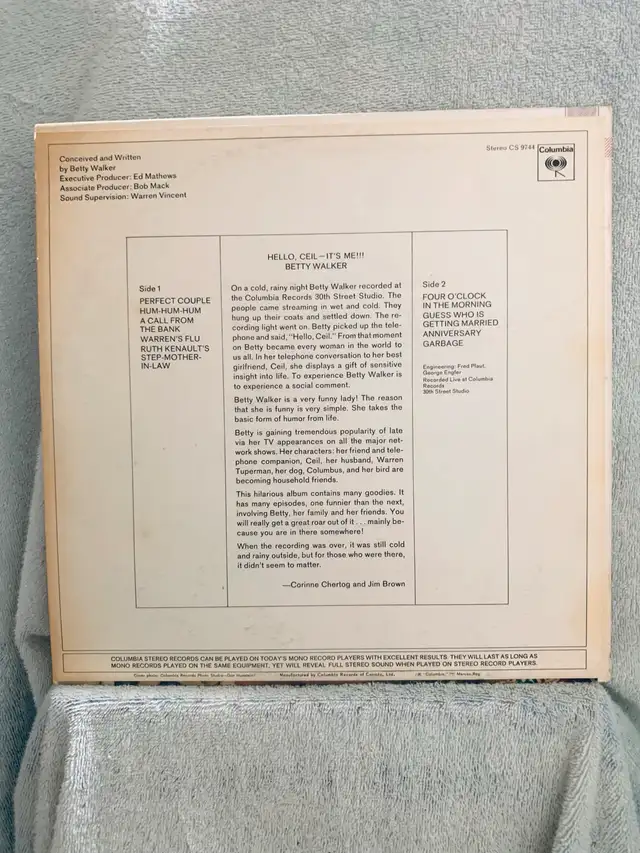 Conceived and Written
by Betty Walker
Executive Producer: Ed Mathews
Associate Producer: Bob Mack
Sound Supervision: Warren Vincent
Stereo CS 9744
Columbia
Side 1
PERFECT COUPLE
HUM-HUM-HUM
A CALL FROM
THE BANK
WARREN'S FLU
RUTH KENAULT'S
STEP-MOTHER-
IN-LAW
HELLO, CEIL—IT'S ME!!!
BETTY WALKER
On a cold, rainy night Betty Walker recorded at
the Columbia Records 30th Street Studio. The
people came streaming in wet and cold. They
hung up their coats and settled down. The re-
cording light went on. Betty picked up the tele-
phone and said, "Hello, Ceil." From that moment
on Betty became every woman in the world to
us all. In her telephone conversation to her best
girlfriend, Ceil, she displays a gift of sensitive
insight into life. To experience Betty Walker is
to experience a social comment.
Betty Walker is a very funny lady! The reason
that she is funny is very simple. She takes the
basic form of humor from life.
Betty is gaining tremendous popularity of late
via her TV appearances on all the major net-
work shows. Her characters: her friend and tele-
phone companion, Ceil, her husband, Warren
Tuperman, her dog, Columbus, and her bird are
becoming household friends.
This hilarious album contains many goodies. It
has many episodes, one funnier than the next,
involving Betty, her family and her friends. You
will really get a great roar out of it . . . mainly be-
cause you are in there somewhere!
When the recording was over, it was still cold
and rainy outside, but for those who were there,
it didn't seem to matter.
—Corinne Chertog and Jim Brown
Side 2
FOUR O'CLOCK
IN THE MORNING
GUESS WHO IS
GETTING MARRIED
ANNIVERSARY
GARBAGE
Engineering: Fred Plaut,
George Engler
Recorded Live at Columbia
Records
30th Street Studio
COLUMBIA STEREO RECORDS CAN BE PLAYED ON TODAY'S MONO RECORD PLAYERS WITH EXCELLENT RESULTS. THEY WILL LAST AS LONG AS
MONO RECORDS PLAYED ON THE SAME EQUIPMENT, YET WILL REVEAL FULL STEREO SOUND WHEN PLAYED ON STEREO RECORD PLAYERS.
Cover photo: Columbia Records Photo Studio—Don Hunstein Manufactured by Columbia Records of Canada, Ltd. ® "Columbia,"